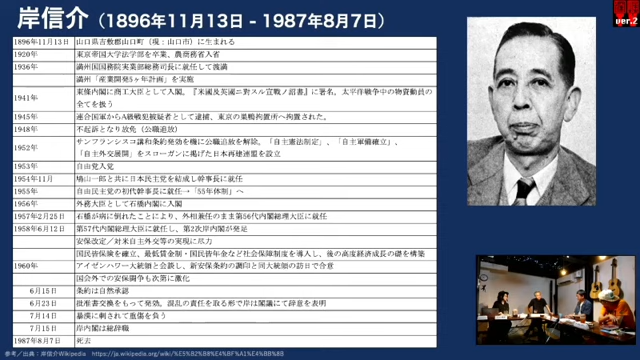 岸信介（1896年11月13日 - 1987年8月7日）
ver.2
1896年11月13日 山口県吉敷郡山口町（現：山口市）に生まれる
1920年 東京帝国大学法学部を卒業、農商務省入省
1936年 満州国国務院実業部総務司長に就任して渡満
満州「産業開発5ヶ年計画」を実施
1941年 東條内閣に商工大臣として入閣。『米國及英國ニ對スル宣戰ノ詔書』に署名。太平洋戦争中の物資動員の
全てを扱う
1945年 連合国軍からA級戦犯被疑者として逮捕、東京の巣鴨拘置所へ拘置された。
1948年 不起訴となり放免（公職追放）
1952年 サンフランシスコ講和条約発効を機に公職追放を解除。「自主憲法制定」、「自主軍備確立」、
「自主外交展開」をスローガンに掲げた日本再建連盟を設立
1953年 自由党入党
1954年11月 鳩山一郎と共に日本民主党を結成し幹事長に就任
1955年 自由民主党の初代幹事長に就任→「55年体制」へ
1956年 外務大臣として石橋内閣に入閣
1957年2月25日 石橋が病に倒れたことにより、外相兼任のまま第56代内閣総理大臣に就任
1958年6月12日 第57代内閣総理大臣に就任し、第2次岸内閣が発足
安保改定／対米自主外交等の実現に尽力
国民皆保険を確立、最低賃金制・国民皆年金など社会保障制度を導入し、後の高度経済成長の礎を構築
1960年 アイゼンハワー大統領と会談し、新安保条約の調印と同大統領の訪日で合意
国会外での安保闘争も次第に激化
6月15日 条約は自然承認
6月23日 批准書交換をもって発効。混乱の責任を取る形で岸は閣議にて辞意を表明
7月14日 暴漢に刺されて重傷を負う
7月15日 岸内閣は総辞職
1987年8月7日 死去
参考／出典：岸信介Wikipedia https://ja.wikipedia.org/wiki/%E5%B2%B8%E4%BF%A1%E4%BB%8B